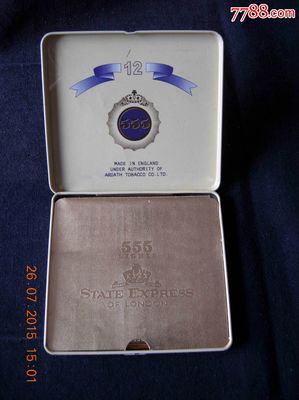 7788.com
12
555
MADE IN ENGLAND
UNDER AUTHORITY OF
ARDATH TOBACCO CO. LTD.
555
LIGHTS
STATE EXPRESS
OF LONDON
26.07.2015 15:01